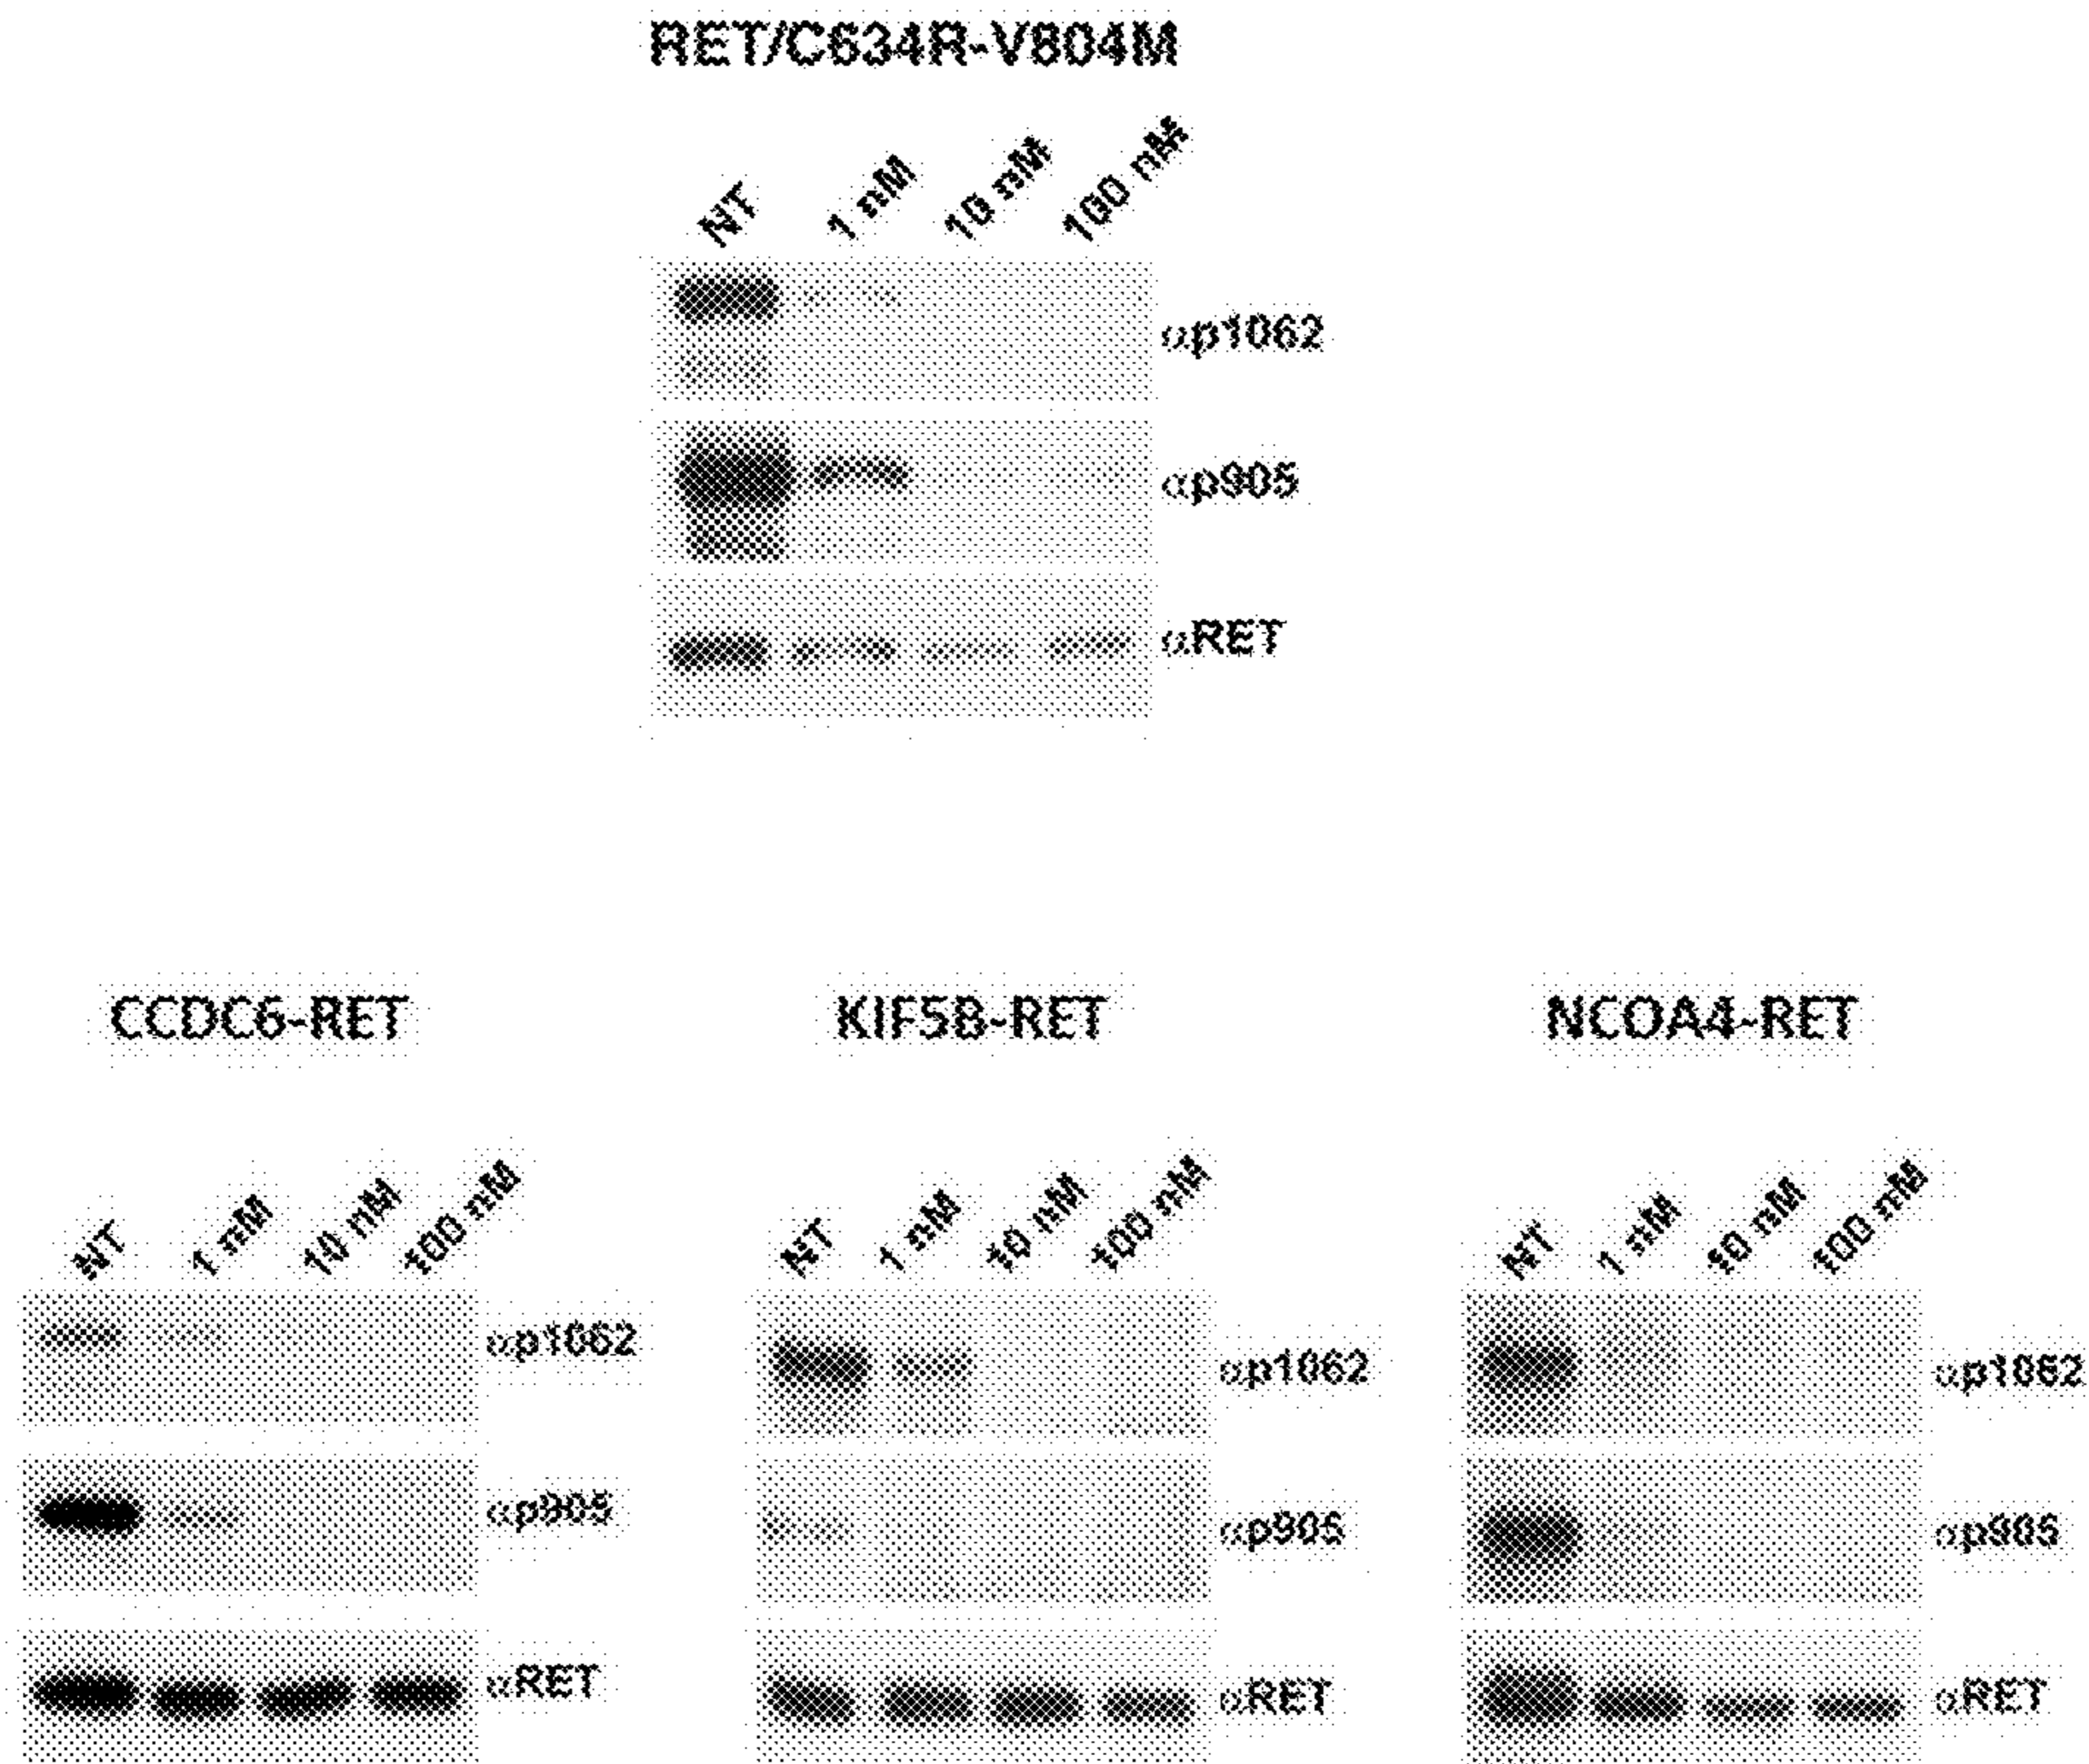 RET/C634R-V804M
NT 1 nM 10 nM 100 nM
αp1062
αp905
αRET
CCDC6-RET
NT 1 nM 10 nM 100 nM
αp1062
αp905
αRET
KIF5B-RET
NT 1 nM 10 nM 100 nM
αp1062
αp905
αRET
NCOA4-RET
NT 1 nM 10 nM 100 nM
αp1062
αp905
αRET